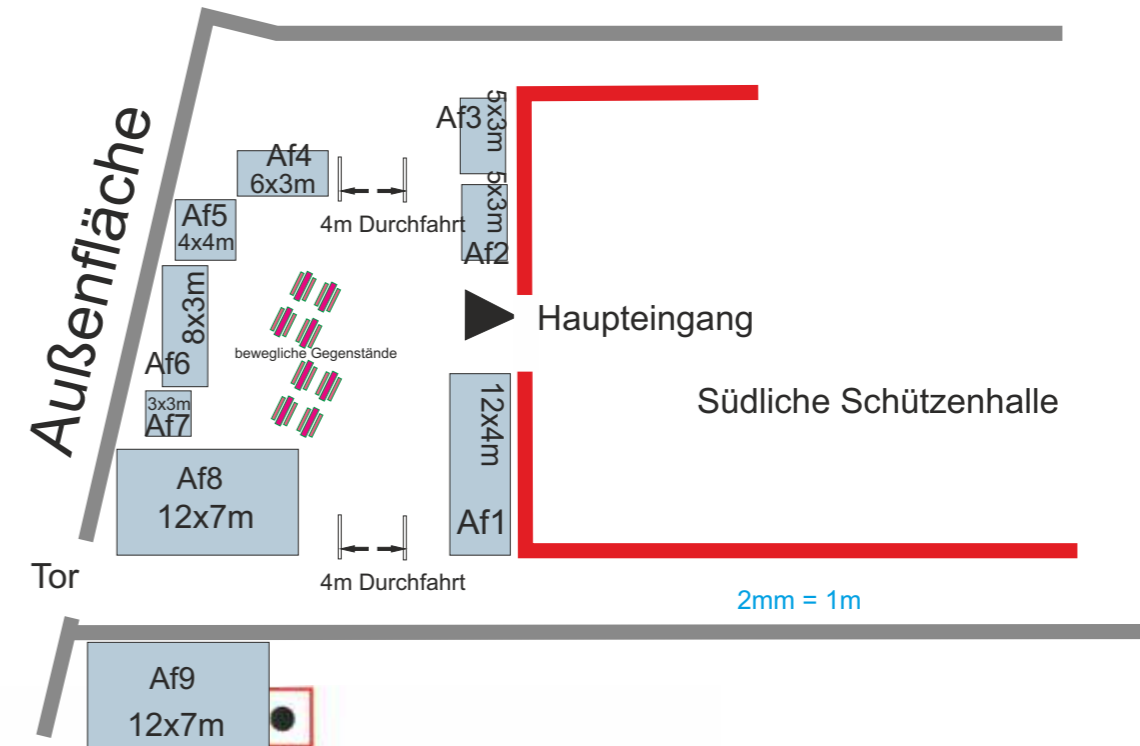 Außenfläche
Af3
5x3m
Af4
6x3m
4m Durchfahrt
5x3m
Af2
Af5
4x4m
8x3m
Af6
bewegliche Gegenstände
Haupteingang
3x3m
Af7
12x4m
Af1
Südliche Schützenhalle
Af8
12x7m
Tor
4m Durchfahrt
2mm = 1m
Af9
12x7m